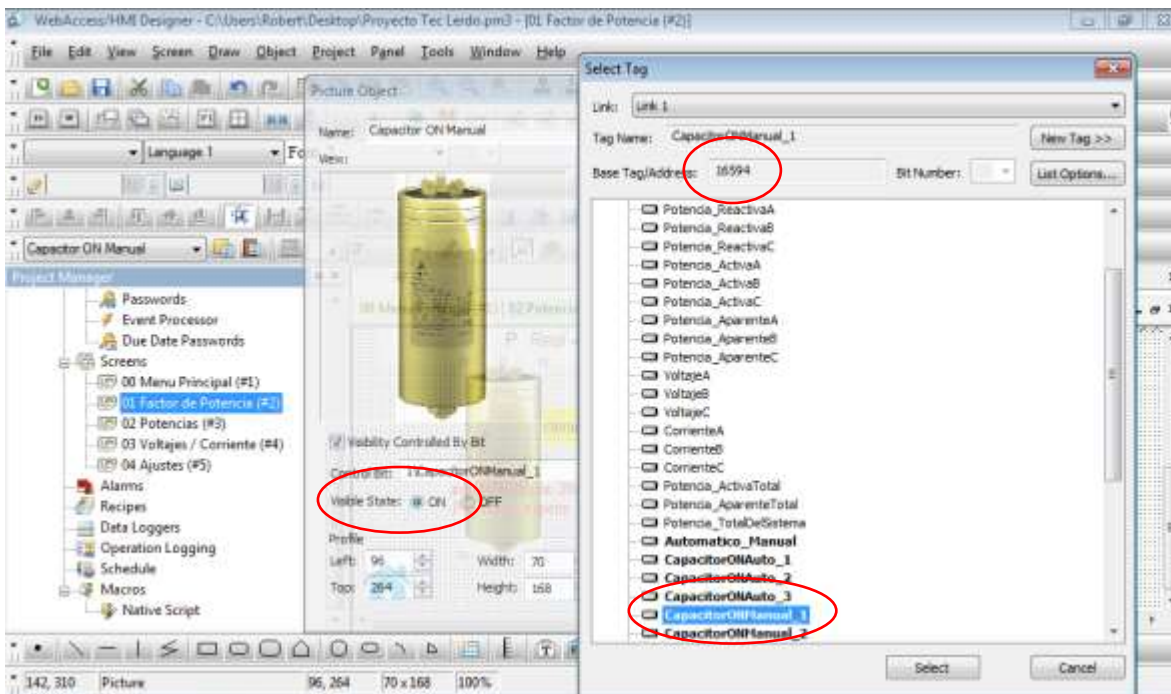 WebAccess/HMI Designer - C:\Users\Robert\Desktop\Proyecto Tec Leido.pm3 - [01 Factor de Potencia (#2)]
File Edit View Screen Draw Object Project Panel Tools Window Help
Language 1
Capacitor ON Manual
Project Manager
Passwords
Event Processor
Due Date Passwords
Screens
00 Menu Principal (#1)
01 Factor de Potencia (#2)
02 Potencias (#3)
03 Voltajes / Corriente (#4)
04 Ajustes (#5)
Alarms
Recipes
Data Loggers
Operation Logging
Schedule
Macros
Native Script
Picture Object
Name: Capacitor ON Manual
View:
Visibility Controlled By Bit
Control Bit: 1\CapacitorONManual_1
Visible State: ON OFF
Profile
Left: 96 Width: 70
Top: 264 Height: 168
Select Tag
Link: Link 1
Tag Name: CapacitorONManual_1 New Tag >>
Base Tag/Address: 16594 Bit Number: List Options...
Potencia_ReactivaA
Potencia_ReactivaB
Potencia_ReactivaC
Potencia_ActivaA
Potencia_ActivaB
Potencia_ActivaC
Potencia_AparenteA
Potencia_AparenteB
Potencia_AparenteC
VoltajeA
VoltajeB
VoltajeC
CorrienteA
CorrienteB
CorrienteC
Potencia_ActivaTotal
Potencia_AparenteTotal
Potencia_TotalDelSistema
Automatico_Manual
CapacitorONAuto_1
CapacitorONAuto_2
CapacitorONAuto_3
CapacitorONManual_1
CapacitorONManual_2
Select Cancel
142, 310 Picture 96, 264 70 x 168 100%